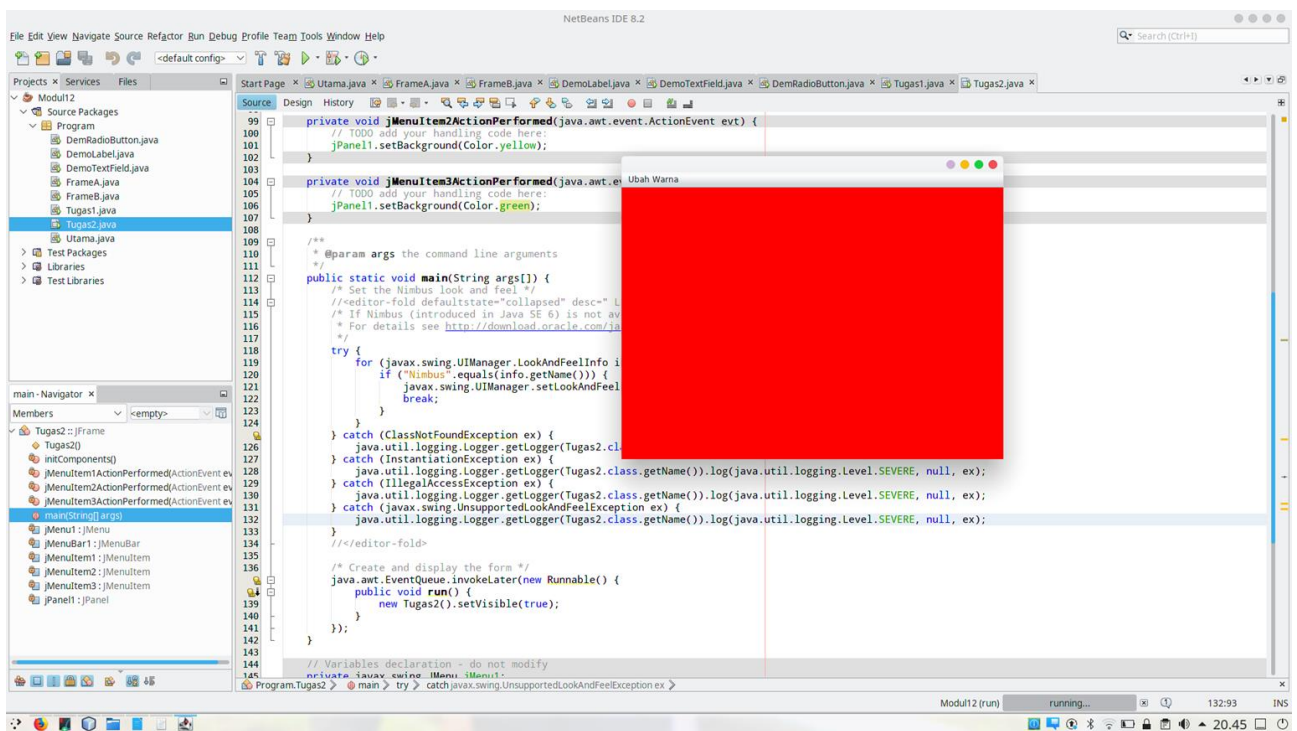 NetBeans IDE 8.2
File Edit View Navigate Source Refactor Run Debug Profile Team Tools Window Help
Search (Ctrl+I)
<default config>
Projects × Services Files
Start Page × Utama.java × FrameA.java × FrameB.java × DemoLabel.java × DemoTextField.java × DemRadioButton.java × Tugas1.java × Tugas2.java ×
Modul12
Source Packages
Program
DemRadioButton.java
DemoLabel.java
DemoTextField.java
FrameA.java
FrameB.java
Tugas1.java
Tugas2.java
Utama.java
Test Packages
Libraries
Test Libraries
main - Navigator ×
Members <empty>
Tugas2 :: JFrame
Tugas2()
initComponents()
jMenuItem1ActionPerformed(ActionEvent ev
jMenuItem2ActionPerformed(ActionEvent ev
jMenuItem3ActionPerformed(ActionEvent ev
main(String[] args)
jMenu1 : JMenu
jMenuBar1 : JMenuBar
jMenuItem1 : JMenuItem
jMenuItem2 : JMenuItem
jMenuItem3 : JMenuItem
jPanel1 : JPanel
Source Design History
99 private void jMenuItem2ActionPerformed(java.awt.event.ActionEvent evt) {
100 // TODO add your handling code here:
101 jPanel1.setBackground(Color.yellow);
102 }
103
104 private void jMenuItem3ActionPerformed(java.awt.e
105 // TODO add your handling code here:
106 jPanel1.setBackground(Color.green);
107 }
108
109 /**
110 * @param args the command line arguments
111 */
112 public static void main(String args[]) {
113 /* Set the Nimbus look and feel */
114 //<editor-fold defaultstate="collapsed" desc=" L
115 /* If Nimbus (introduced in Java SE 6) is not av
116 * For details see http://download.oracle.com/ja
117 */
118 try {
119 for (javax.swing.UIManager.LookAndFeelInfo i
120 if ("Nimbus".equals(info.getName())) {
121 javax.swing.UIManager.setLookAndFeel
122 break;
123 }
124 }
} catch (ClassNotFoundException ex) {
126 java.util.logging.Logger.getLogger(Tugas2.cl
127 } catch (InstantiationException ex) {
128 java.util.logging.Logger.getLogger(Tugas2.class.getName()).log(java.util.logging.Level.SEVERE, null, ex);
129 } catch (IllegalAccessException ex) {
130 java.util.logging.Logger.getLogger(Tugas2.class.getName()).log(java.util.logging.Level.SEVERE, null, ex);
131 } catch (javax.swing.UnsupportedLookAndFeelException ex) {
132 java.util.logging.Logger.getLogger(Tugas2.class.getName()).log(java.util.logging.Level.SEVERE, null, ex);
133 }
134 //</editor-fold>
135
136 /* Create and display the form */
java.awt.EventQueue.invokeLater(new Runnable() {
public void run() {
139 new Tugas2().setVisible(true);
140 }
141 });
142 }
143
144 // Variables declaration - do not modify
145 private javax.swing.JMenu jMenu1;
Ubah Warna
Program.Tugas2 main try catch javax.swing.UnsupportedLookAndFeelException ex
Modul12 (run) running... 132:93 INS
20.45